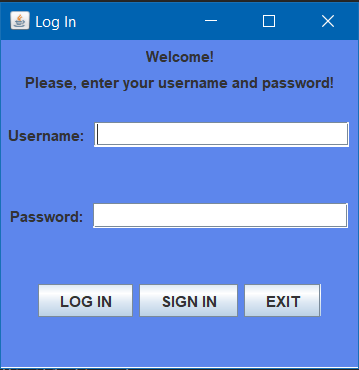 Log In
Welcome!
Please, enter your username and password!
Username:
Password:
LOG IN SIGN IN EXIT